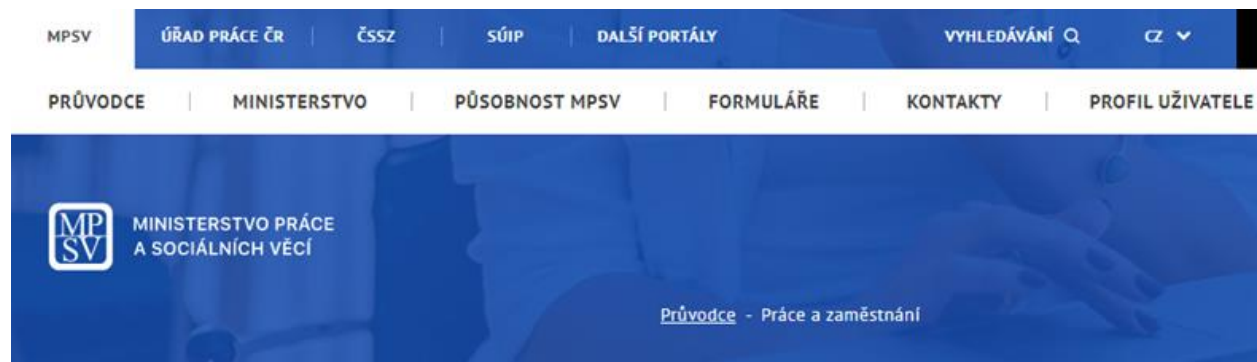 MPSV ÚŘAD PRÁCE ČR ČSSZ SÚIP DALŠÍ PORTÁLY VYHLEDÁVÁNÍ CZ
PRŮVODCE MINISTERSTVO PŮSOBNOST MPSV FORMULÁŘE KONTAKTY PROFIL UŽIVATELE
MP
SV
MINISTERSTVO PRÁCE
A SOCIÁLNÍCH VĚCÍ
Průvodce - Práce a zaměstnání